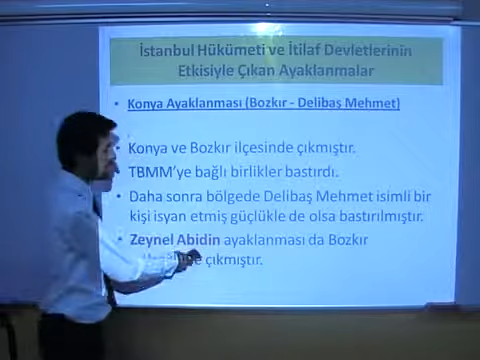 İstanbul Hükümeti ve İtilaf Devletlerinin
Etkisiyle Çıkan Ayaklanmalar
• Konya Ayaklanması (Bozkır - Delibaş Mehmet)
Konya ve Bozkır ilçesinde çıkmıştır.
• TBMM'ye bağlı birlikler bastırdı.
• Daha sonra bölgede Delibaş Mehmet isimli bir
kişi isyan etmiş güçlükle de olsa bastırılmıştır.
• Zeynel Abidin ayaklanması da Bozkır
çıkmıştır.